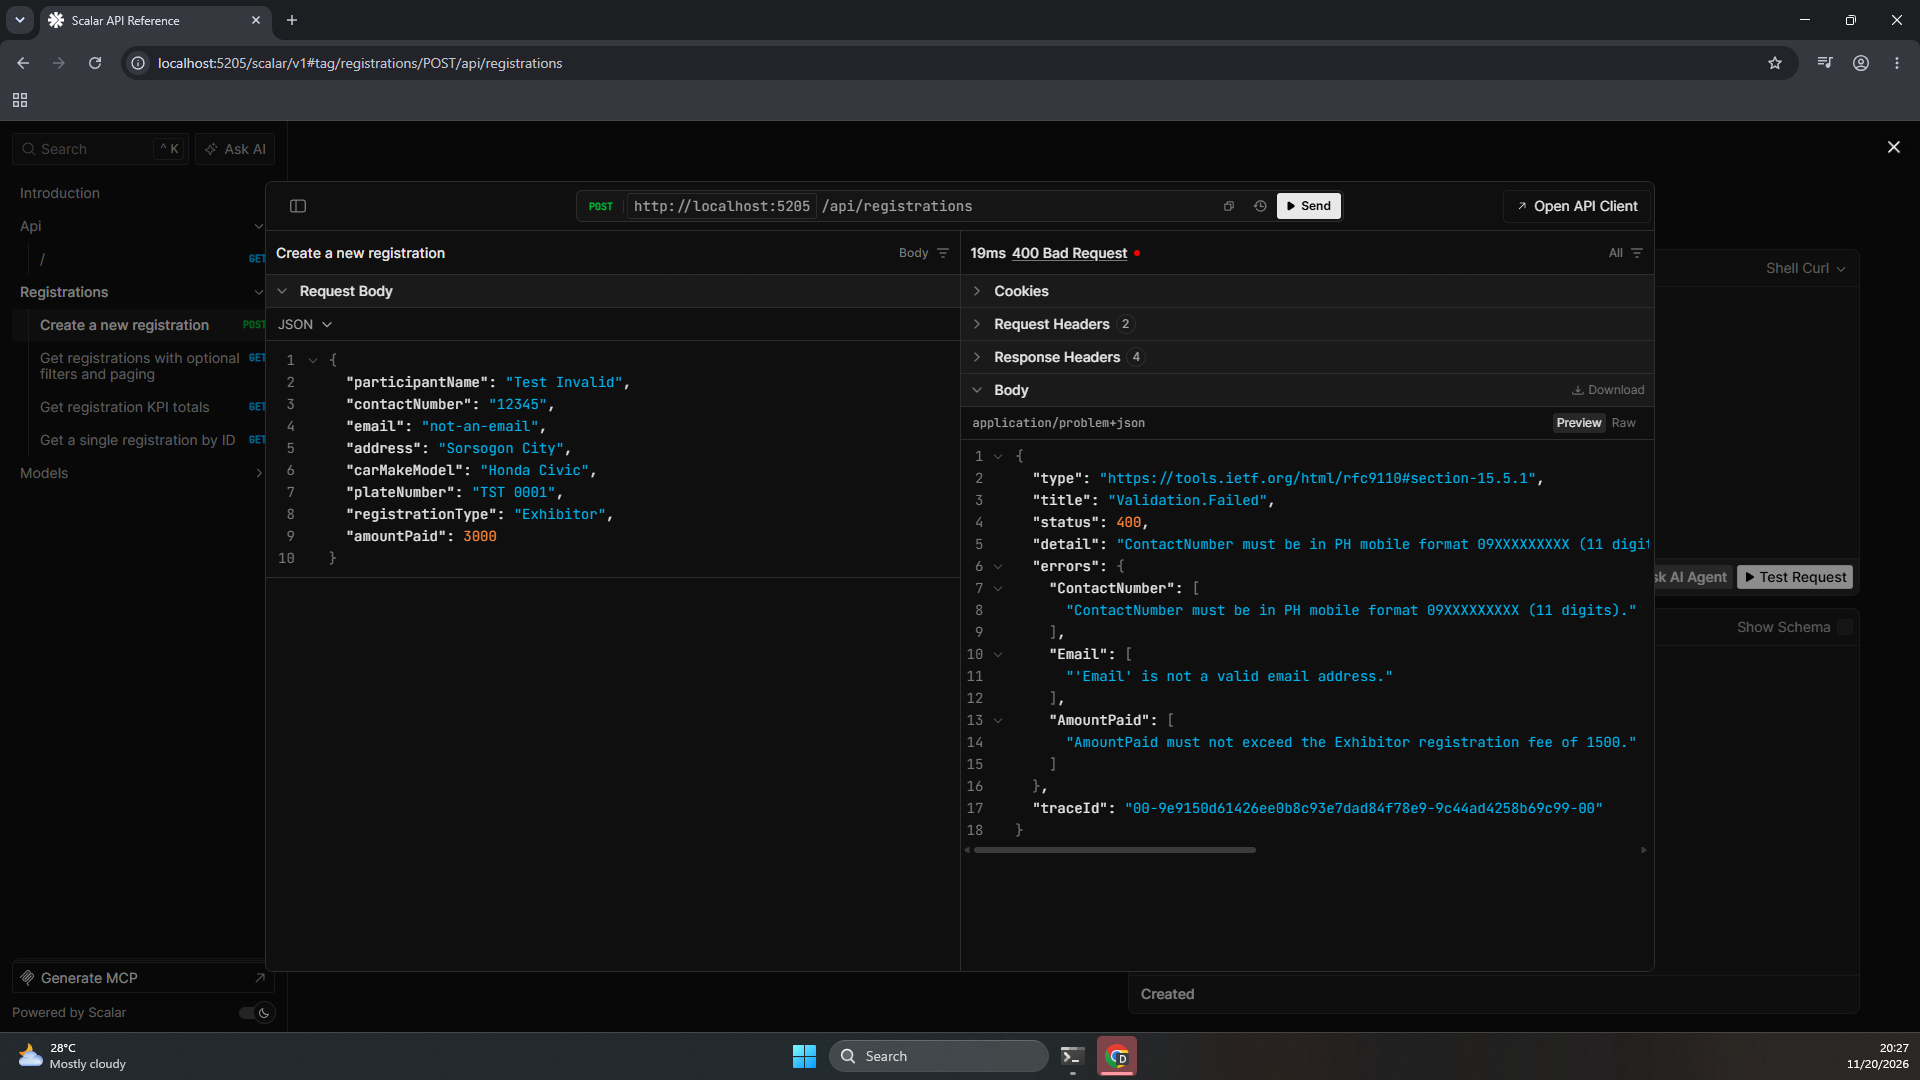 Scalar API Reference
localhost:5205/scalar/v1#tag/registrations/POST/api/registrations
Search ^ K Ask AI
Introduction
Api
/ GET
Registrations
Create a new registration POST
Get registrations with optional filters and paging GET
Get registration KPI totals GET
Get a single registration by ID GET
Models
Generate MCP
Powered by Scalar
POST http://localhost:5205 /api/registrations Send
Open API Client
Create a new registration Body
Request Body
JSON
1 {
2 "participantName": "Test Invalid",
3 "contactNumber": "12345",
4 "email": "not-an-email",
5 "address": "Sorsogon City",
6 "carMakeModel": "Honda Civic",
7 "plateNumber": "TST 0001",
8 "registrationType": "Exhibitor",
9 "amountPaid": 3000
10 }
19ms 400 Bad Request All
Cookies
Request Headers 2
Response Headers 4
Body Download
application/problem+json Preview Raw
1 {
2 "type": "https://tools.ietf.org/html/rfc9110#section-15.5.1",
3 "title": "Validation.Failed",
4 "status": 400,
5 "detail": "ContactNumber must be in PH mobile format 09XXXXXXXXX (11 digit
6 "errors": {
7 "ContactNumber": [
8 "ContactNumber must be in PH mobile format 09XXXXXXXXX (11 digits)."
9 ],
10 "Email": [
11 "'Email' is not a valid email address."
12 ],
13 "AmountPaid": [
14 "AmountPaid must not exceed the Exhibitor registration fee of 1500."
15 ]
16 },
17 "traceId": "00-9e9150d61426ee0b8c93e7dad84f78e9-9c44ad4258b69c99-00"
18 }
Shell Curl
sk AI Agent Test Request
Show Schema
Created
28°C
Mostly cloudy
Search
20:27
11/20/2026